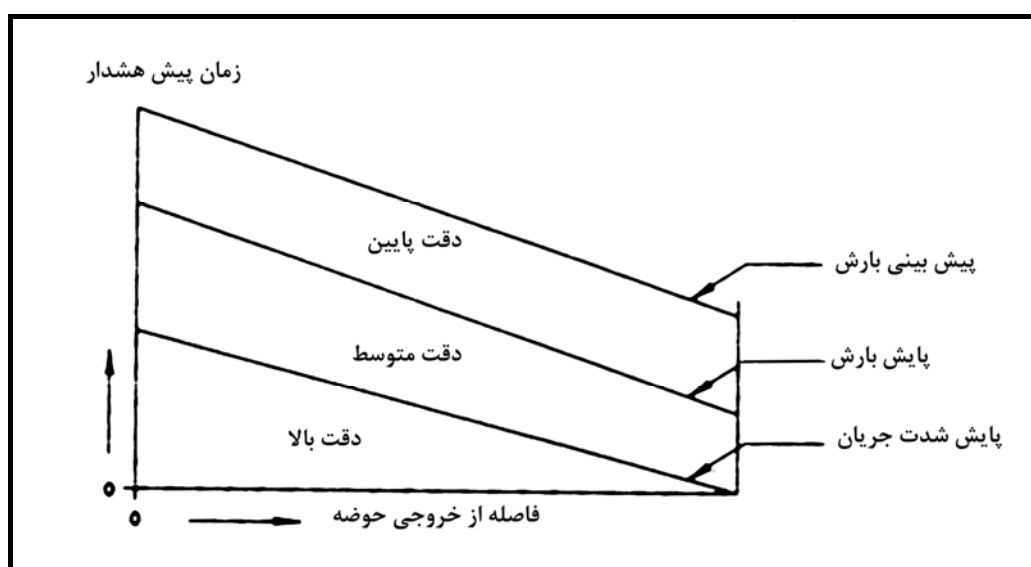 زمان پیش هشدار
دقت پایین
پیش بینی بارش
دقت متوسط
پایش بارش
دقت بالا
پایش شدت جریان
0
0
فاصله از خروجی حوضه